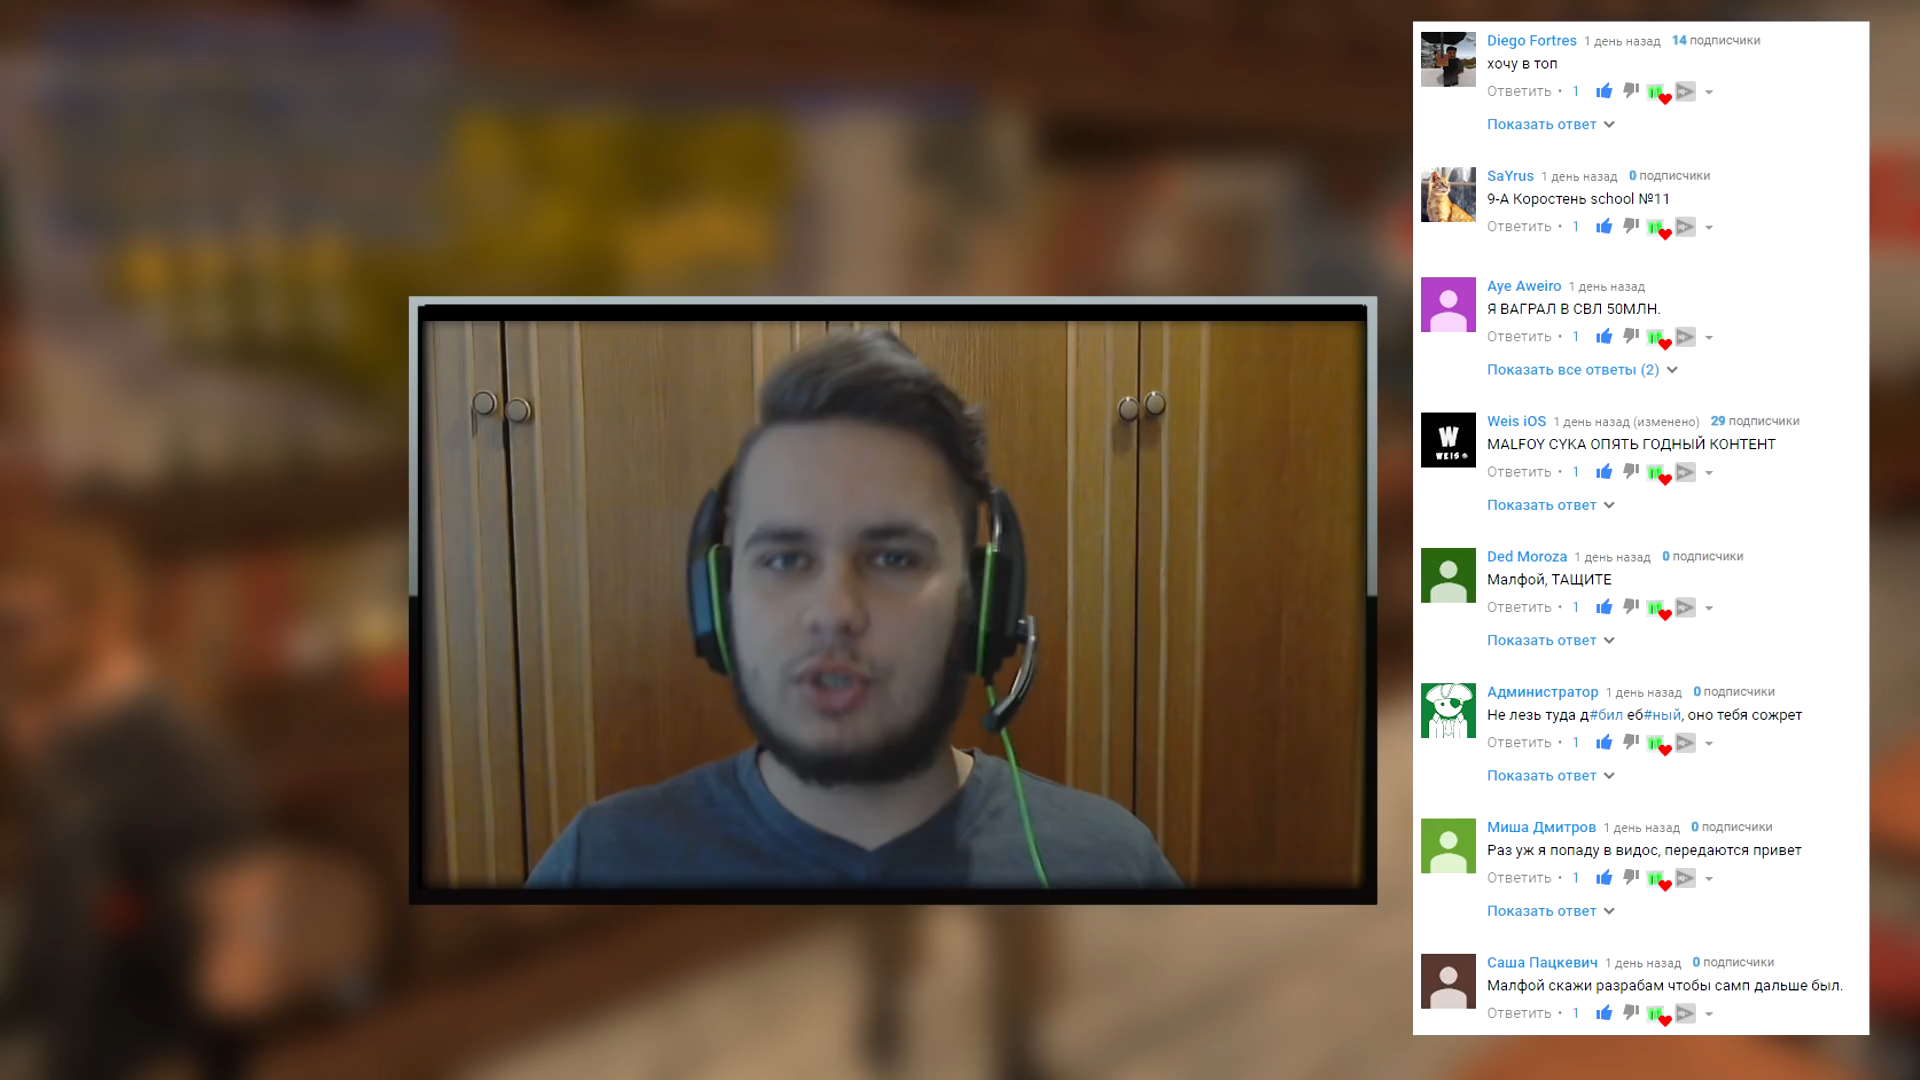 Diego Fortres 1 день назад 14 подписчики
хочу в топ
Ответить • 1
Показать ответ
SaYrus 1 день назад 0 подписчики
9-А Коростень school №11
Ответить • 1
Aye Aweiro 1 день назад
Я ВАГРАЛ В СВЛ 50МЛН.
Ответить • 1
Показать все ответы (2)
W
WEIS
Weis iOS 1 день назад (изменено) 29 подписчики
MALFOY СУКА ОПЯТЬ ГОДНЫЙ КОНТЕНТ
Ответить • 1
Показать ответ
Ded Moroza 1 день назад 0 подписчики
Малфой, ТАЩИТЕ
Ответить • 1
Показать ответ
Администратор 1 день назад 0 подписчики
Не лезь туда д#бил еб#ный, оно тебя сожрет
Ответить • 1
Показать ответ
Миша Дмитров 1 день назад 0 подписчики
Раз уж я попаду в видос, передаются привет
Ответить • 1
Показать ответ
Саша Пацкевич 1 день назад 0 подписчики
Малфой скажи разрабам чтобы самп дальше был.
Ответить • 1